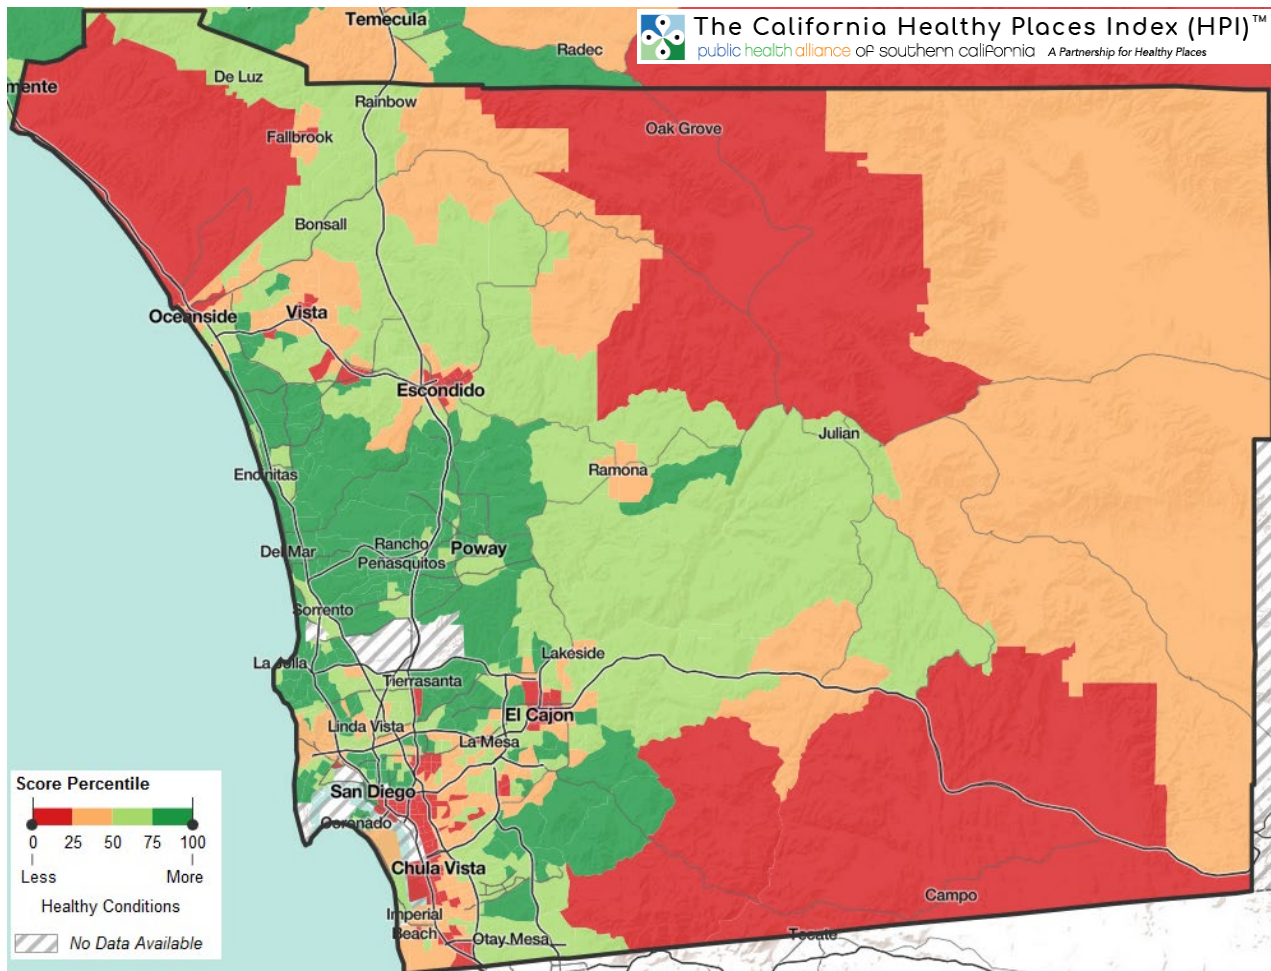 The California Healthy Places Index (HPI)™
public health alliance of southern california A Partnership for Healthy Places
Temecula
Radec
De Luz
mente
Rainbow
Oak Grove
Fallbrook
Bonsall
Oceanside
Vista
Escondido
Julian
Ramona
Encinitas
Del Mar
Rancho
Peñasquitos
Poway
Sorrento
La Jolla
Lakeside
Tierrasanta
El Cajon
Linda Vista
La Mesa
San Diego
Coronado
Chula Vista
Campo
Imperial
Beach
Otay Mesa
Tecate
Score Percentile
0 25 50 75 100
Less More
Healthy Conditions
No Data Available